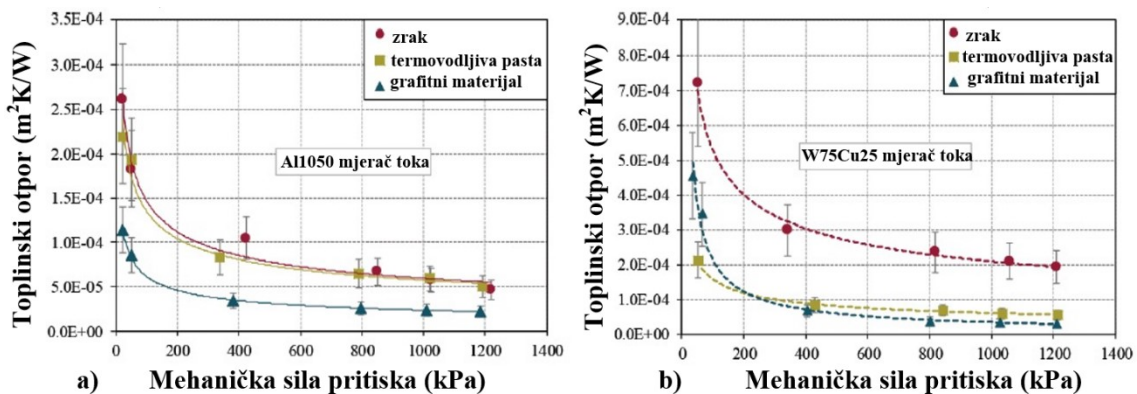 3.5E-04
3.0E-04
2.5E-04
2.0E-04
1.5E-04
1.0E-04
5.0E-05
0.0E+00
Toplinski otpor (m²K/W)
zrak
termovodljiva pasta
grafitni materijal
Al1050 mjerač toka
0 200 400 600 800 1000 1200 1400
a) Mehanička sila pritiska (kPa)
9.0E-04
8.0E-04
7.0E-04
6.0E-04
5.0E-04
4.0E-04
3.0E-04
2.0E-04
1.0E-04
0.0E+00
Toplinski otpor (m²K/W)
zrak
termovodljiva pasta
grafitni materijal
W75Cu25 mjerač toka
0 200 400 600 800 1000 1200 1400
b) Mehanička sila pritiska (kPa)